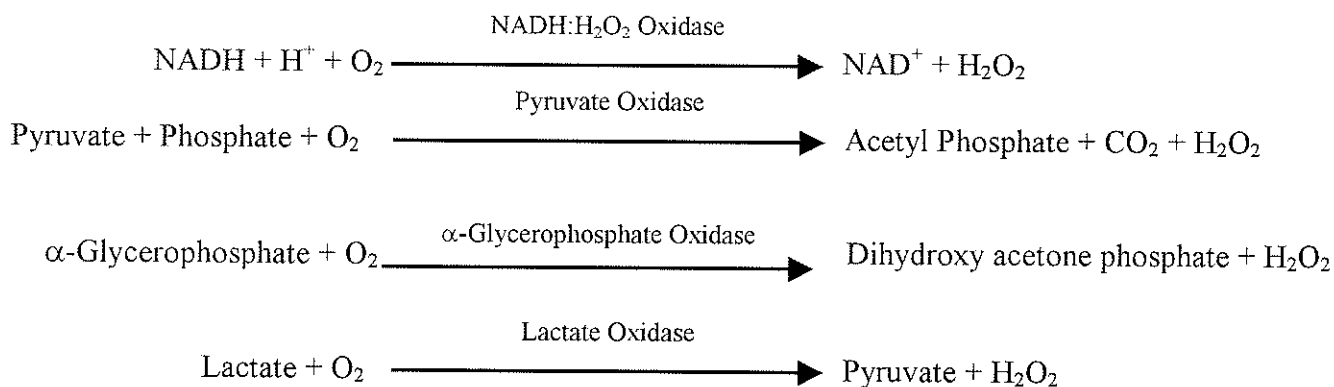 NADH:H₂O₂ Oxidase
NADH + H⁺ + O₂ NAD⁺ + H₂O₂
Pyruvate Oxidase
Pyruvate + Phosphate + O₂ Acetyl Phosphate + CO₂ + H₂O₂
α-Glycerophosphate Oxidase
α-Glycerophosphate + O₂ Dihydroxy acetone phosphate + H₂O₂
Lactate Oxidase
Lactate + O₂ Pyruvate + H₂O₂